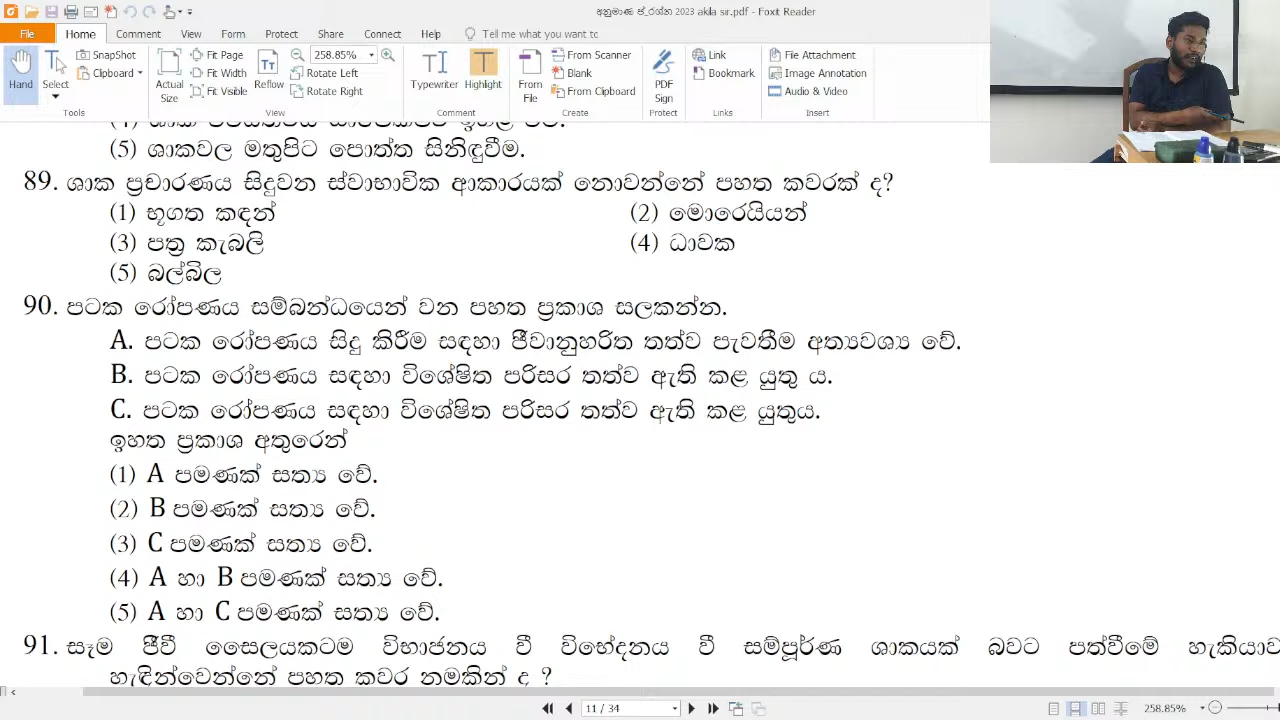 අනුමාණ ප්‍රශ්න 2023 akila sir.pdf - Foxit Reader
File Home Comment View Form Protect Share Connect Help Tell me what you want to
SnapShot Fit Page 258.85% From Scanner Link File Attachment
Clipboard Fit Width Rotate Left Blank Bookmark Image Annotation
Hand Select Actual Size Fit Visible Reflow Rotate Right Typewriter Highlight From File From Clipboard PDF Sign Audio & Video
Tools View Comment Create Protect Links Insert
(5) ශාකවල මතුපිට පොත්ත සිනිඳුවීම.
89. ශාක ප්‍රචාරණය සිදුවන ස්වාභාවික ආකාරයක් නොවන්නේ පහත කවරක් ද?
(1) භූගත කඳන් (2) මොරෙයියන්
(3) පත්‍ර කැබලි (4) ධාවක
(5) බල්බිල
90. පටක රෝපණය සම්බන්ධයෙන් වන පහත ප්‍රකාශ සලකන්න.
A. පටක රෝපණය සිදු කිරීම සඳහා ජීවානුහරිත තත්ව පැවතීම අත්‍යවශ්‍ය වේ.
B. පටක රෝපණය සඳහා විශේෂිත පරිසර තත්ව ඇති කළ යුතු ය.
C. පටක රෝපණය සඳහා විශේෂිත පරිසර තත්ව ඇති කළ යුතුය.
ඉහත ප්‍රකාශ අතුරෙන්
(1) A පමණක් සත්‍ය වේ.
(2) B පමණක් සත්‍ය වේ.
(3) C පමණක් සත්‍ය වේ.
(4) A හා B පමණක් සත්‍ය වේ.
(5) A හා C පමණක් සත්‍ය වේ.
91. සෑම ජීවී සෛලයකටම විභාජනය වී විභේදනය වී සම්පූර්ණ ශාකයක් බවට පත්වීමේ හැකියාව
හැඳින්වෙන්නේ පහත කවර නමකින් ද ?
11 / 34 258.85%